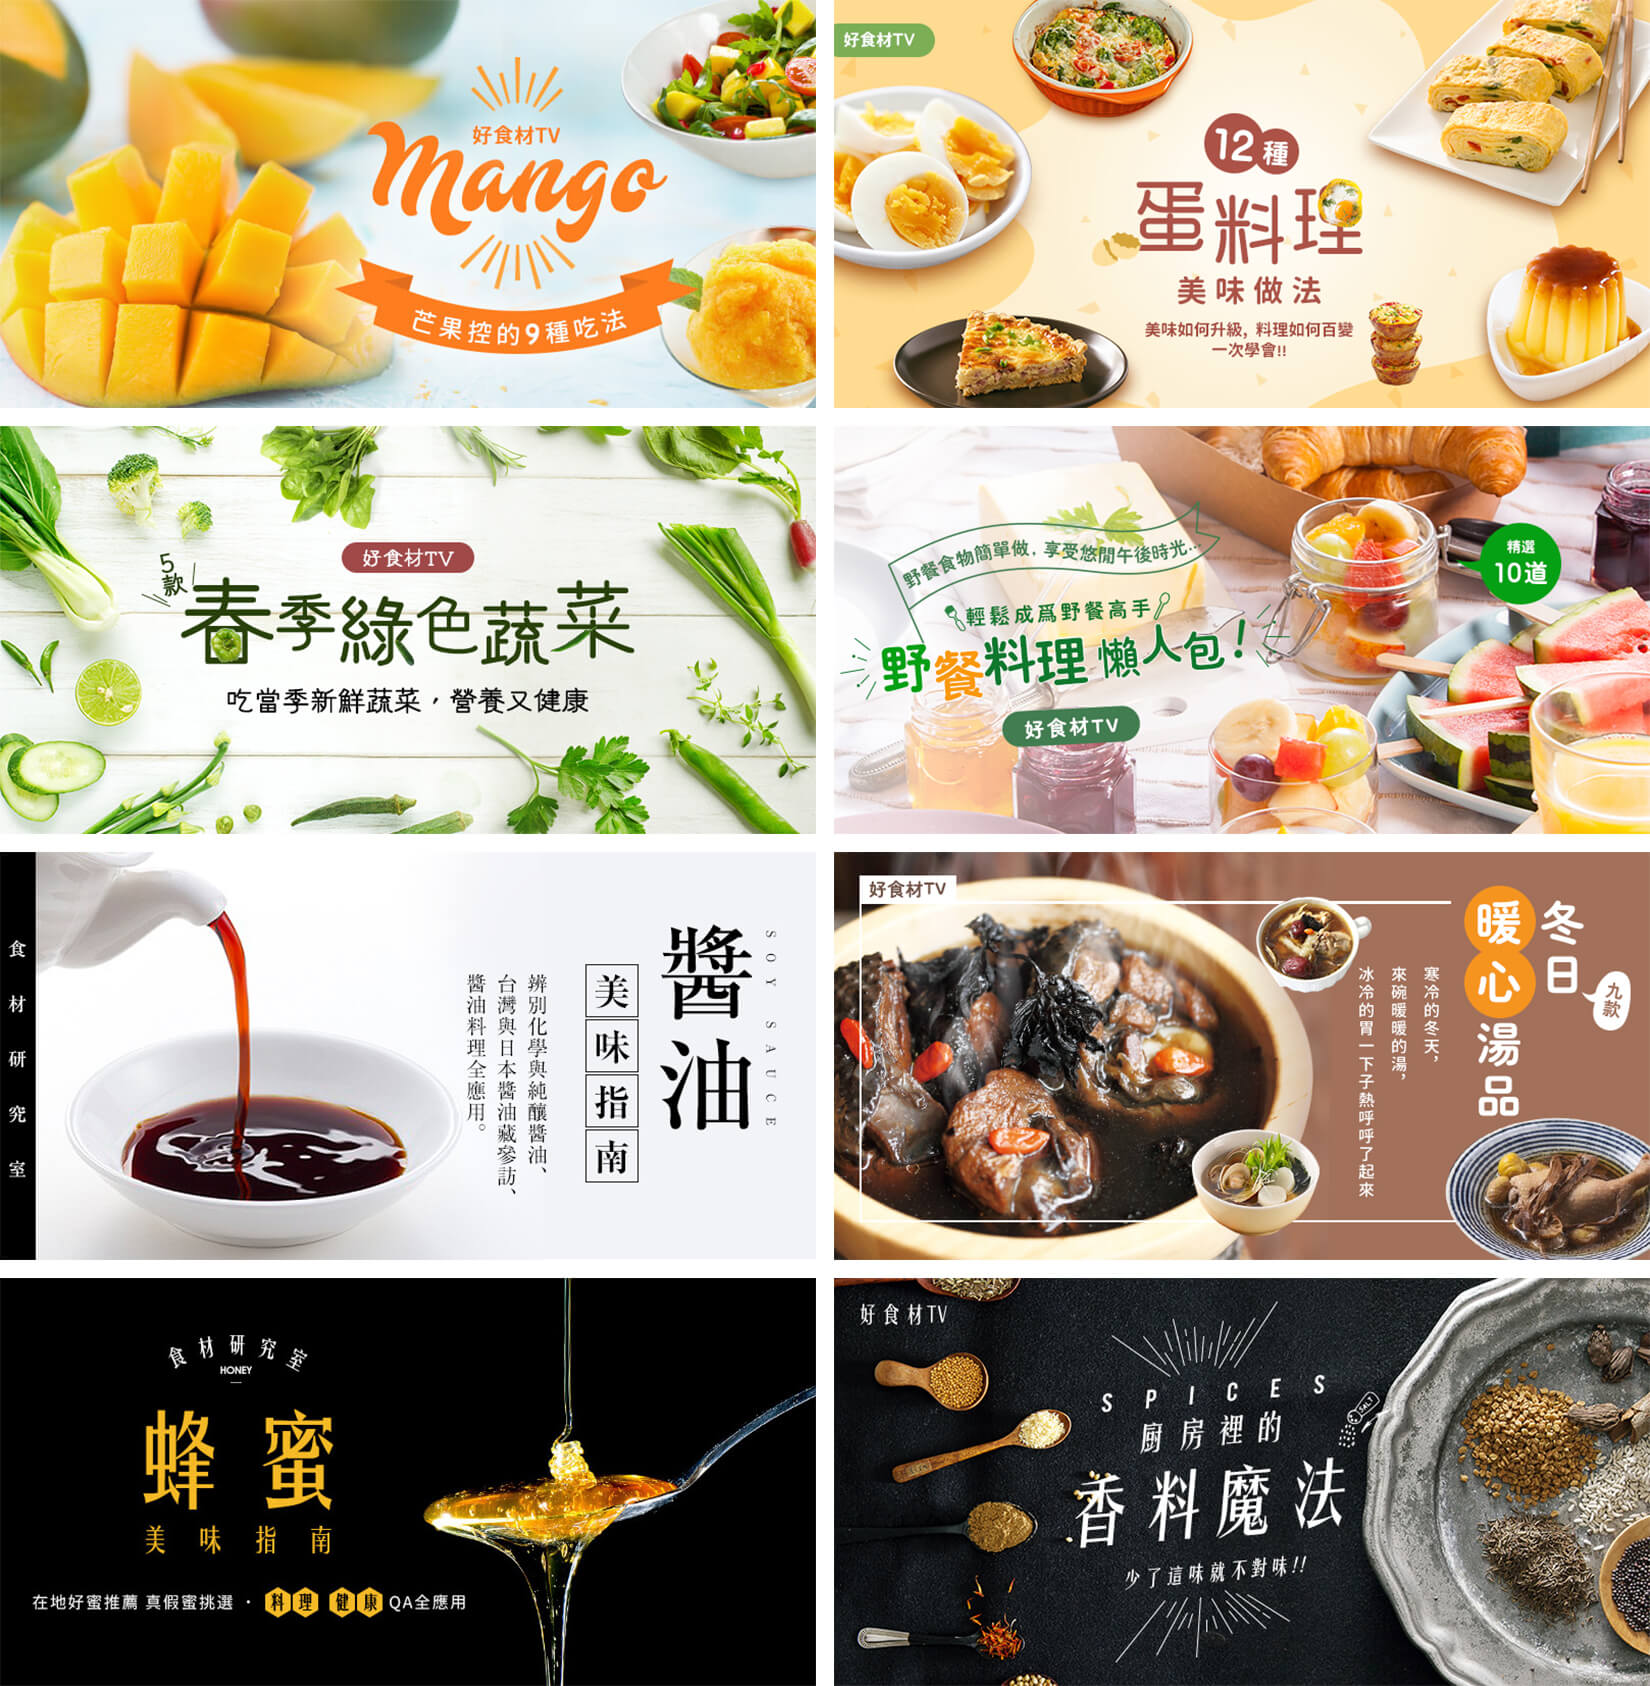 好食材TV
Mango
芒果控的9種吃法
好食材TV
12種
蛋料理
美味做法
美味如何升級, 料理如何百變
一次學會!!
好食材TV
5款
春季綠色蔬菜
吃當季新鮮蔬菜，營養又健康
野餐食物簡單做, 享受悠閒午後時光...
精選
10道
輕鬆成爲野餐高手
野餐料理懶人包!
好食材TV
食材研究室
SOY SAUCE
醬油
美味指南
辨別化學與純釀醬油、
台灣與日本醬油藏參訪、
醬油料理全應用。
好食材TV
冬日
暖心湯品
九款
寒冷的冬天,
來碗暖暖的湯,
冰冷的胃一下子熱呼呼了起來
食材研究室
HONEY
蜂蜜
美味指南
在地好蜜推薦 真假蜜挑選 · 料理 健康 QA全應用
好食材TV
SPICES
SALT
厨房裡的
香料魔法
少了這味就不對味!!